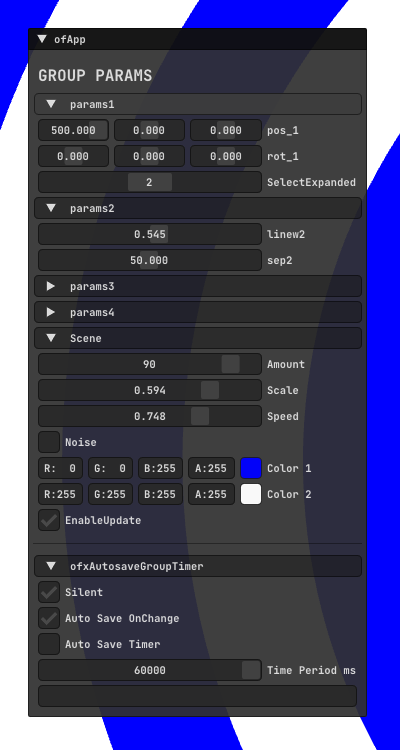 ofApp
GROUP PARAMS
params1
500.000 0.000 0.000 pos_1
0.000 0.000 0.000 rot_1
2 SelectExpanded
params2
0.545 linew2
50.000 sep2
params3
params4
Scene
90 Amount
0.594 Scale
0.748 Speed
Noise
R: 0 G: 0 B:255 A:255 Color 1
R:255 G:255 B:255 A:255 Color 2
EnableUpdate
ofxAutosaveGroupTimer
Silent
Auto Save OnChange
Auto Save Timer
60000 Time Period ms